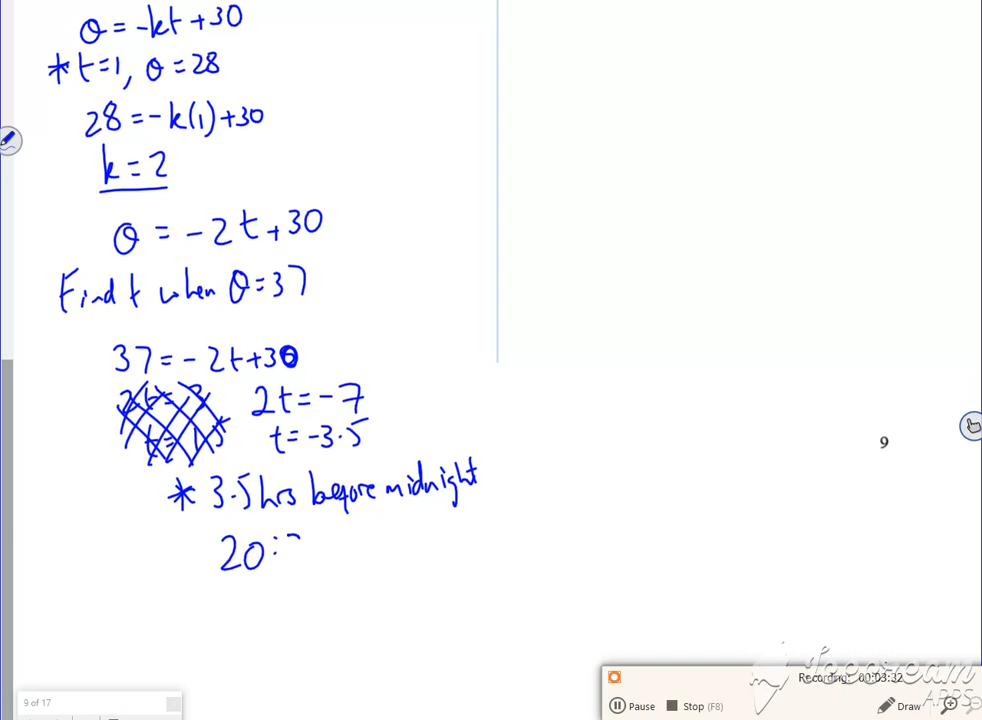 θ = -kt + 30
* t=1, θ = 28
28 = -k(1) + 30
k = 2
θ = -2t + 30
Find t when θ = 37
37 = -2t + 30
2t = -7
t = -3.5
* 3.5 hrs before midnight
20:
9
9 of 17
Recording: 00:03:32
Pause Stop (F8) Draw
APPS